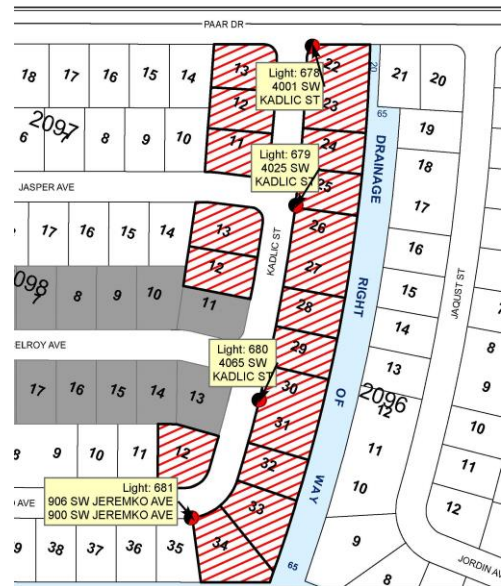 PAAR DR
18 17 16 15 14
13
22
21 20
20
Light: 678
4001 SW
KADLIC ST
12
23
65
6 7 8 9 10
2097
11
24
19
DRAINAGE
Light: 679
4025 SW
KADLIC ST
18
JASPER AVE
25
17
17 16 15 14
13
26
16
KADLIC ST
12
27
RIGHT
15
JAQUST ST
7 8 9 10
11
28
14
8
ELROY AVE
29
13
9
Light: 680
4065 SW
KADLIC ST
30
OF
2096
12
17 16 15 14 13
31
11
10
9 10 11
12
32
10
11
WAY
Light: 681
906 SW JEREMKO AVE
900 SW JEREMKO AVE
33
12
AVE
9
39 38 37 36 35
34
65
8
JORDIN AV